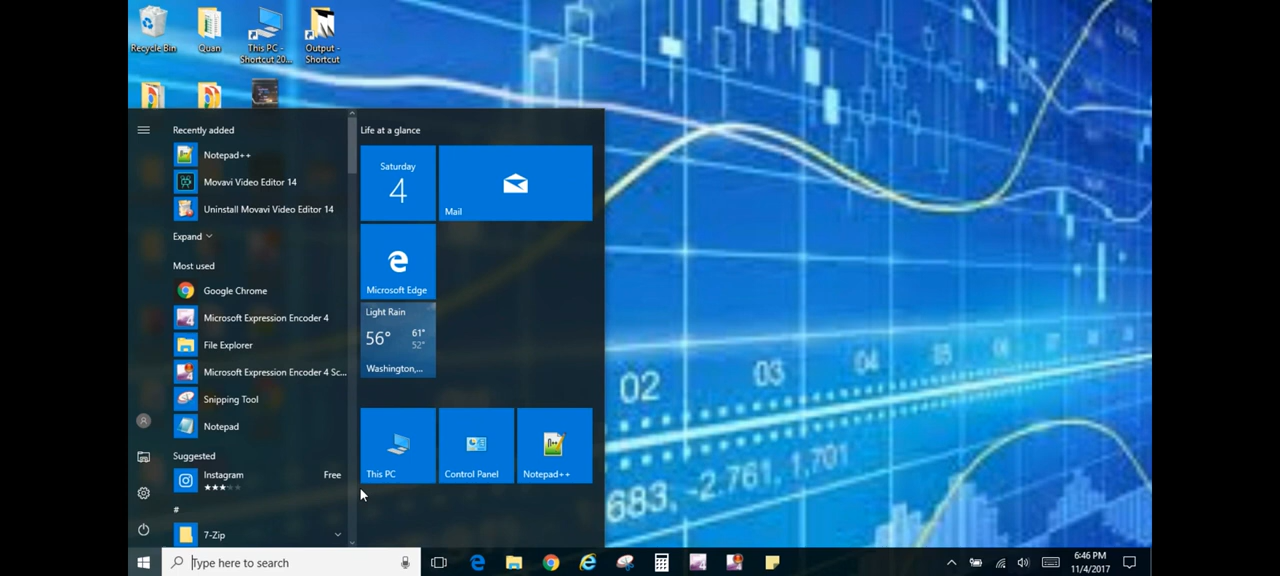 Recycle Bin
Quan
This PC -
Shortcut 20...
Output -
Shortcut
Recently added
Notepad++
Movavi Video Editor 14
Uninstall Movavi Video Editor 14
Expand
Most used
Google Chrome
Microsoft Expression Encoder 4
File Explorer
Microsoft Expression Encoder 4 Sc...
Snipping Tool
Notepad
Suggested
Instagram Free
#
7-Zip
Life at a glance
Saturday
4
Mail
Microsoft Edge
Light Rain
56° 61°
52°
Washington,...
This PC
Control Panel
Notepad++
02 03 04 05
683, -2.761, 1,701
Type here to search
6:46 PM
11/4/2017